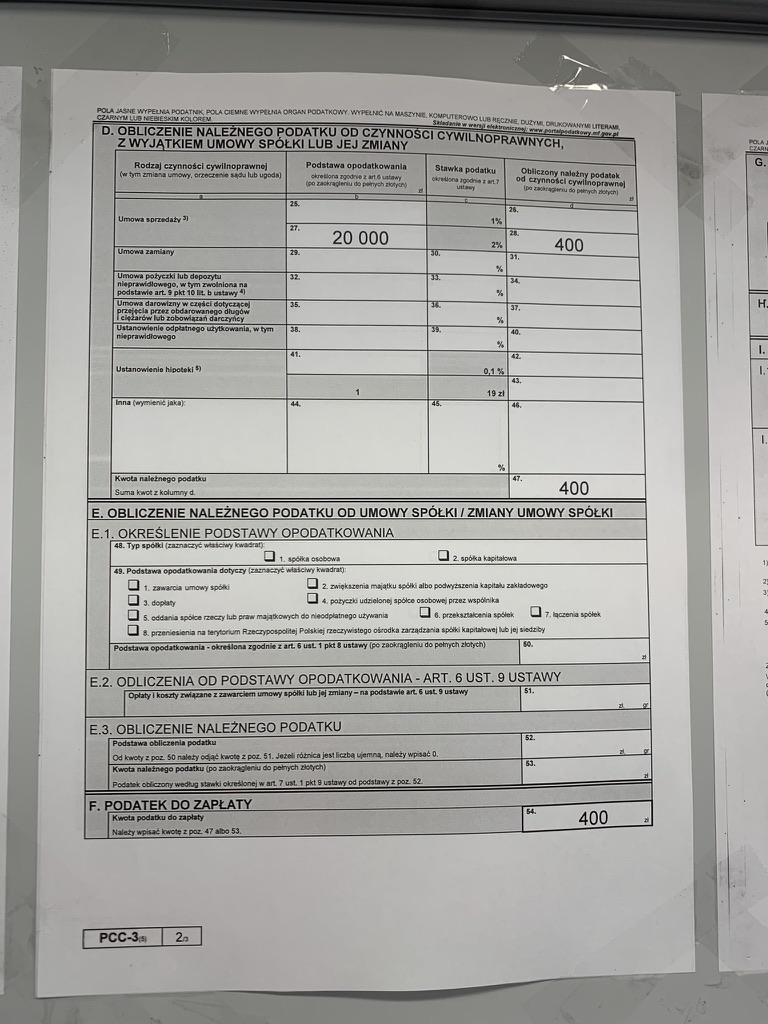 POLA JASNE WYPEŁNIA PODATNIK, POLA CIEMNE WYPEŁNIA ORGAN PODATKOWY. WYPEŁNIĆ NA MASZYNIE, KOMPUTEROWO LUB RĘCZNIE, DUŻYMI, DRUKOWANYMI LITERAMI,
CZARNYM LUB NIEBIESKIM KOLOREM.
Składanie w wersji elektronicznej: www.portalpodatkowy.mf.gov.pl
D. OBLICZENIE NALEŻNEGO PODATKU OD CZYNNOŚCI CYWILNOPRAWNYCH,
Z WYJĄTKIEM UMOWY SPÓŁKI LUB JEJ ZMIANY
Rodzaj czynności cywilnoprawnej
(w tym zmiana umowy, orzeczenie sądu lub ugoda)
Podstawa opodatkowania
określona zgodnie z art.6 ustawy
(po zaokrągleniu do pełnych złotych)
zł
Stawka podatku
określona zgodnie z art.7
ustawy
Obliczony należny podatek
od czynności cywilnoprawnej
(po zaokrągleniu do pełnych złotych)
zł
a b c d
Umowa sprzedaży 3)
25.
1%
26.
27.
20 000
2%
28.
400
Umowa zamiany
29.
30.
%
31.
Umowa pożyczki lub depozytu
nieprawidłowego, w tym zwolniona na
podstawie art. 9 pkt 10 lit. b ustawy 4)
32.
33.
%
34.
Umowa darowizny w części dotyczącej
przejęcia przez obdarowanego długów
i ciężarów lub zobowiązań darczyńcy
35.
36.
%
37.
Ustanowienie odpłatnego użytkowania, w tym
nieprawidłowego
38.
39.
%
40.
Ustanowienie hipoteki 5)
41.
0,1 %
42.
1
19 zł
43.
Inna (wymienić jaka):
44.
45.
%
46.
Kwota należnego podatku
Suma kwot z kolumny d.
47.
400
E. OBLICZENIE NALEŻNEGO PODATKU OD UMOWY SPÓŁKI / ZMIANY UMOWY SPÓŁKI
E.1. OKREŚLENIE PODSTAWY OPODATKOWANIA
48. Typ spółki (zaznaczyć właściwy kwadrat):
1. spółka osobowa
2. spółka kapitałowa
49. Podstawa opodatkowania dotyczy (zaznaczyć właściwy kwadrat):
1. zawarcia umowy spółki
2. zwiększenia majątku spółki albo podwyższenia kapitału zakładowego
3. dopłaty
4. pożyczki udzielonej spółce osobowej przez wspólnika
5. oddania spółce rzeczy lub praw majątkowych do nieodpłatnego używania
6. przekształcenia spółek
7. łączenia spółek
8. przeniesienia na terytorium Rzeczypospolitej Polskiej rzeczywistego ośrodka zarządzania spółki kapitałowej lub jej siedziby
Podstawa opodatkowania - określona zgodnie z art. 6 ust. 1 pkt 8 ustawy (po zaokrągleniu do pełnych złotych)
50.
zł
E.2. ODLICZENIA OD PODSTAWY OPODATKOWANIA - ART. 6 UST. 9 USTAWY
Opłaty i koszty związane z zawarciem umowy spółki lub jej zmiany – na podstawie art. 6 ust. 9 ustawy
51.
zł, gr
E.3. OBLICZENIE NALEŻNEGO PODATKU
Podstawa obliczenia podatku
Od kwoty z poz. 50 należy odjąć kwotę z poz. 51. Jeżeli różnica jest liczbą ujemną, należy wpisać 0.
52.
zł, gr
Kwota należnego podatku (po zaokrągleniu do pełnych złotych)
Podatek obliczony według stawki określonej w art. 7 ust. 1 pkt 9 ustawy od podstawy z poz. 52.
53.
zł
F. PODATEK DO ZAPŁATY
Kwota podatku do zapłaty
Należy wpisać kwotę z poz. 47 albo 53.
54.
400
zł
PCC-3(5) 2/3
POLA J
CZARN
G.
H.
I.
I.
I.
1)
2)
3)